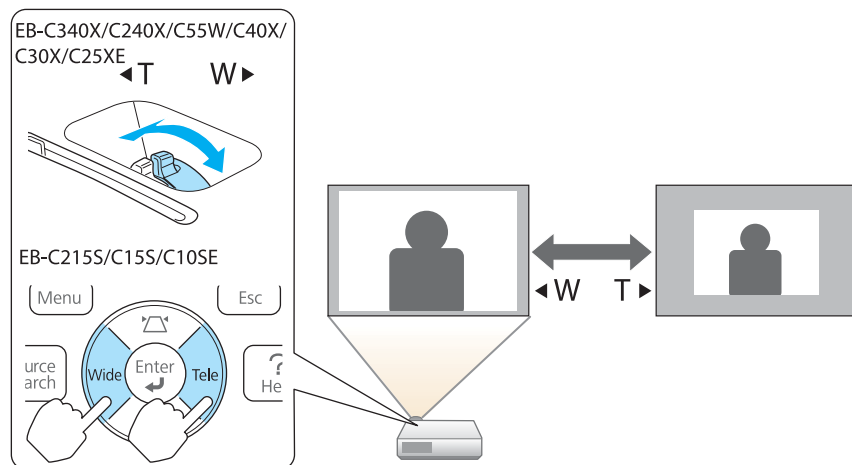 EB-C340X/C240X/C55W/C40X/
C30X/C25XE
◀T W▶
EB-C215S/C15S/C10SE
Menu Esc
urce
arch
Wide Enter Tele
?
He
◀W T▶